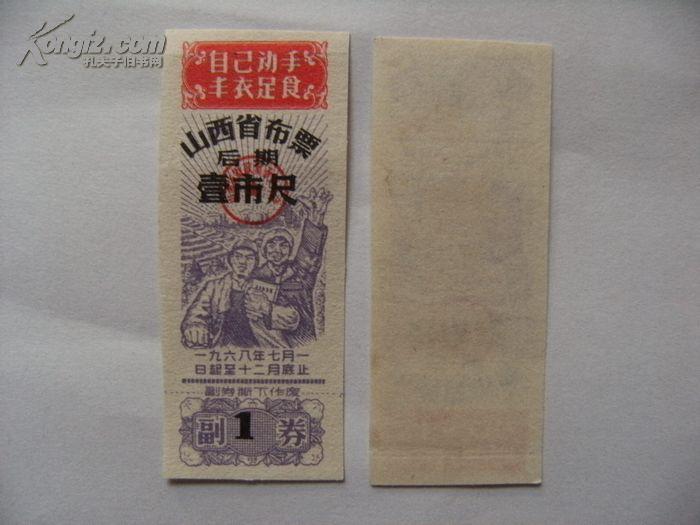 Kongfz.com
孔夫子旧书网
自己动手
丰衣足食
山西省布票
后期
壹市尺
一九六八年七月一
日起至十二月底止
副券撕下作废
副 1 券